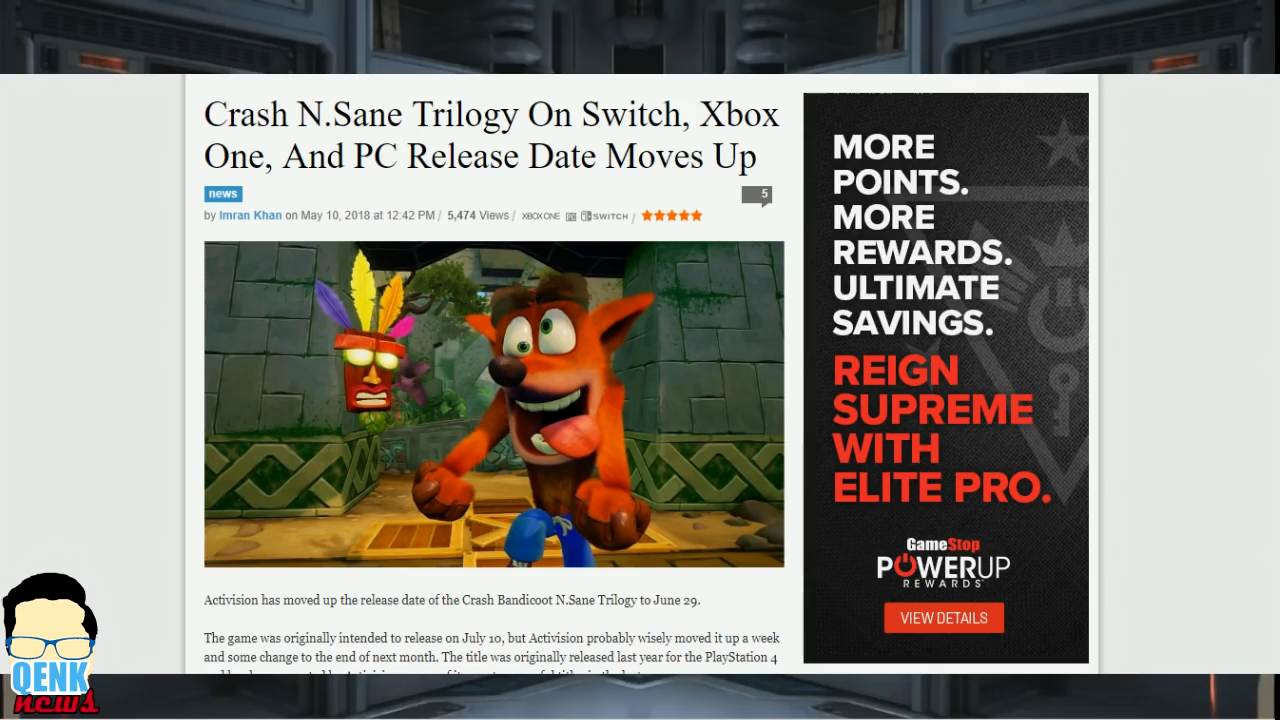 Crash N.Sane Trilogy On Switch, Xbox
One, And PC Release Date Moves Up
news
5
by Imran Khan on May 10, 2018 at 12:42 PM / 5,474 Views / XBOX ONE SWITCH /
Activision has moved up the release date of the Crash Bandicoot N.Sane Trilogy to June 29.
The game was originally intended to release on July 10, but Activision probably wisely moved it up a week
and some change to the end of next month. The title was originally released last year for the PlayStation 4
MORE
POINTS.
MORE
REWARDS.
ULTIMATE
SAVINGS.
REIGN
SUPREME
WITH
ELITE PRO.
GameStop
POWERUP
REWARDS
VIEW DETAILS
QENK
news